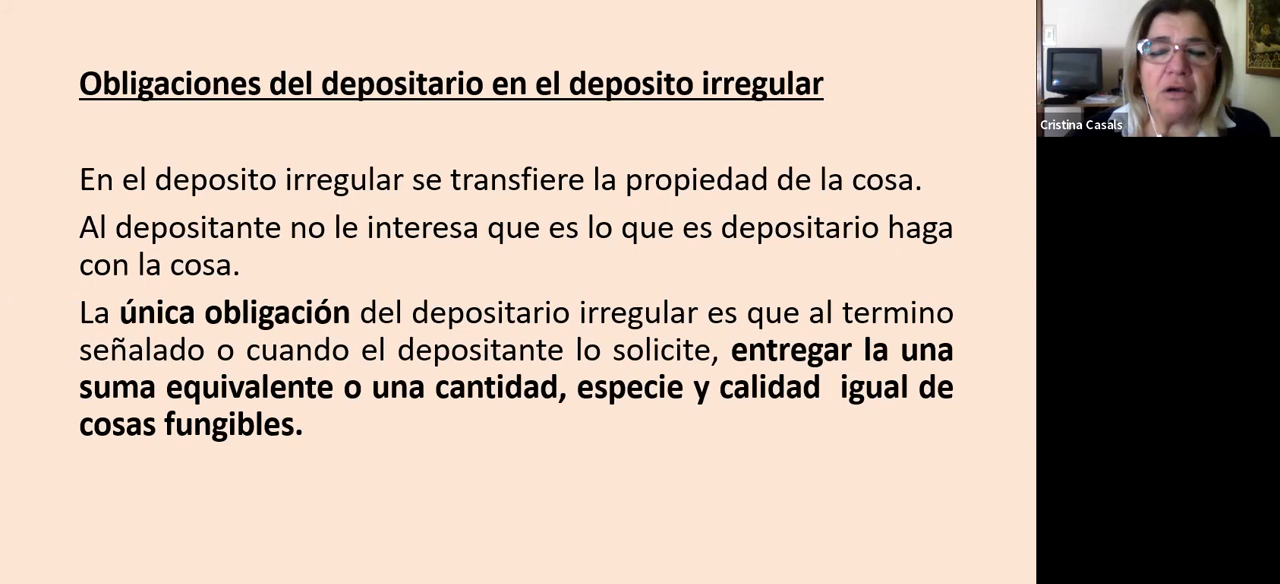 Obligaciones del depositario en el deposito irregular
En el deposito irregular se transfiere la propiedad de la cosa.
Al depositante no le interesa que es lo que es depositario haga
con la cosa.
La única obligación del depositario irregular es que al termino
señalado o cuando el depositante lo solicite, entregar la una
suma equivalente o una cantidad, especie y calidad  igual de
cosas fungibles.
Cristina Casals